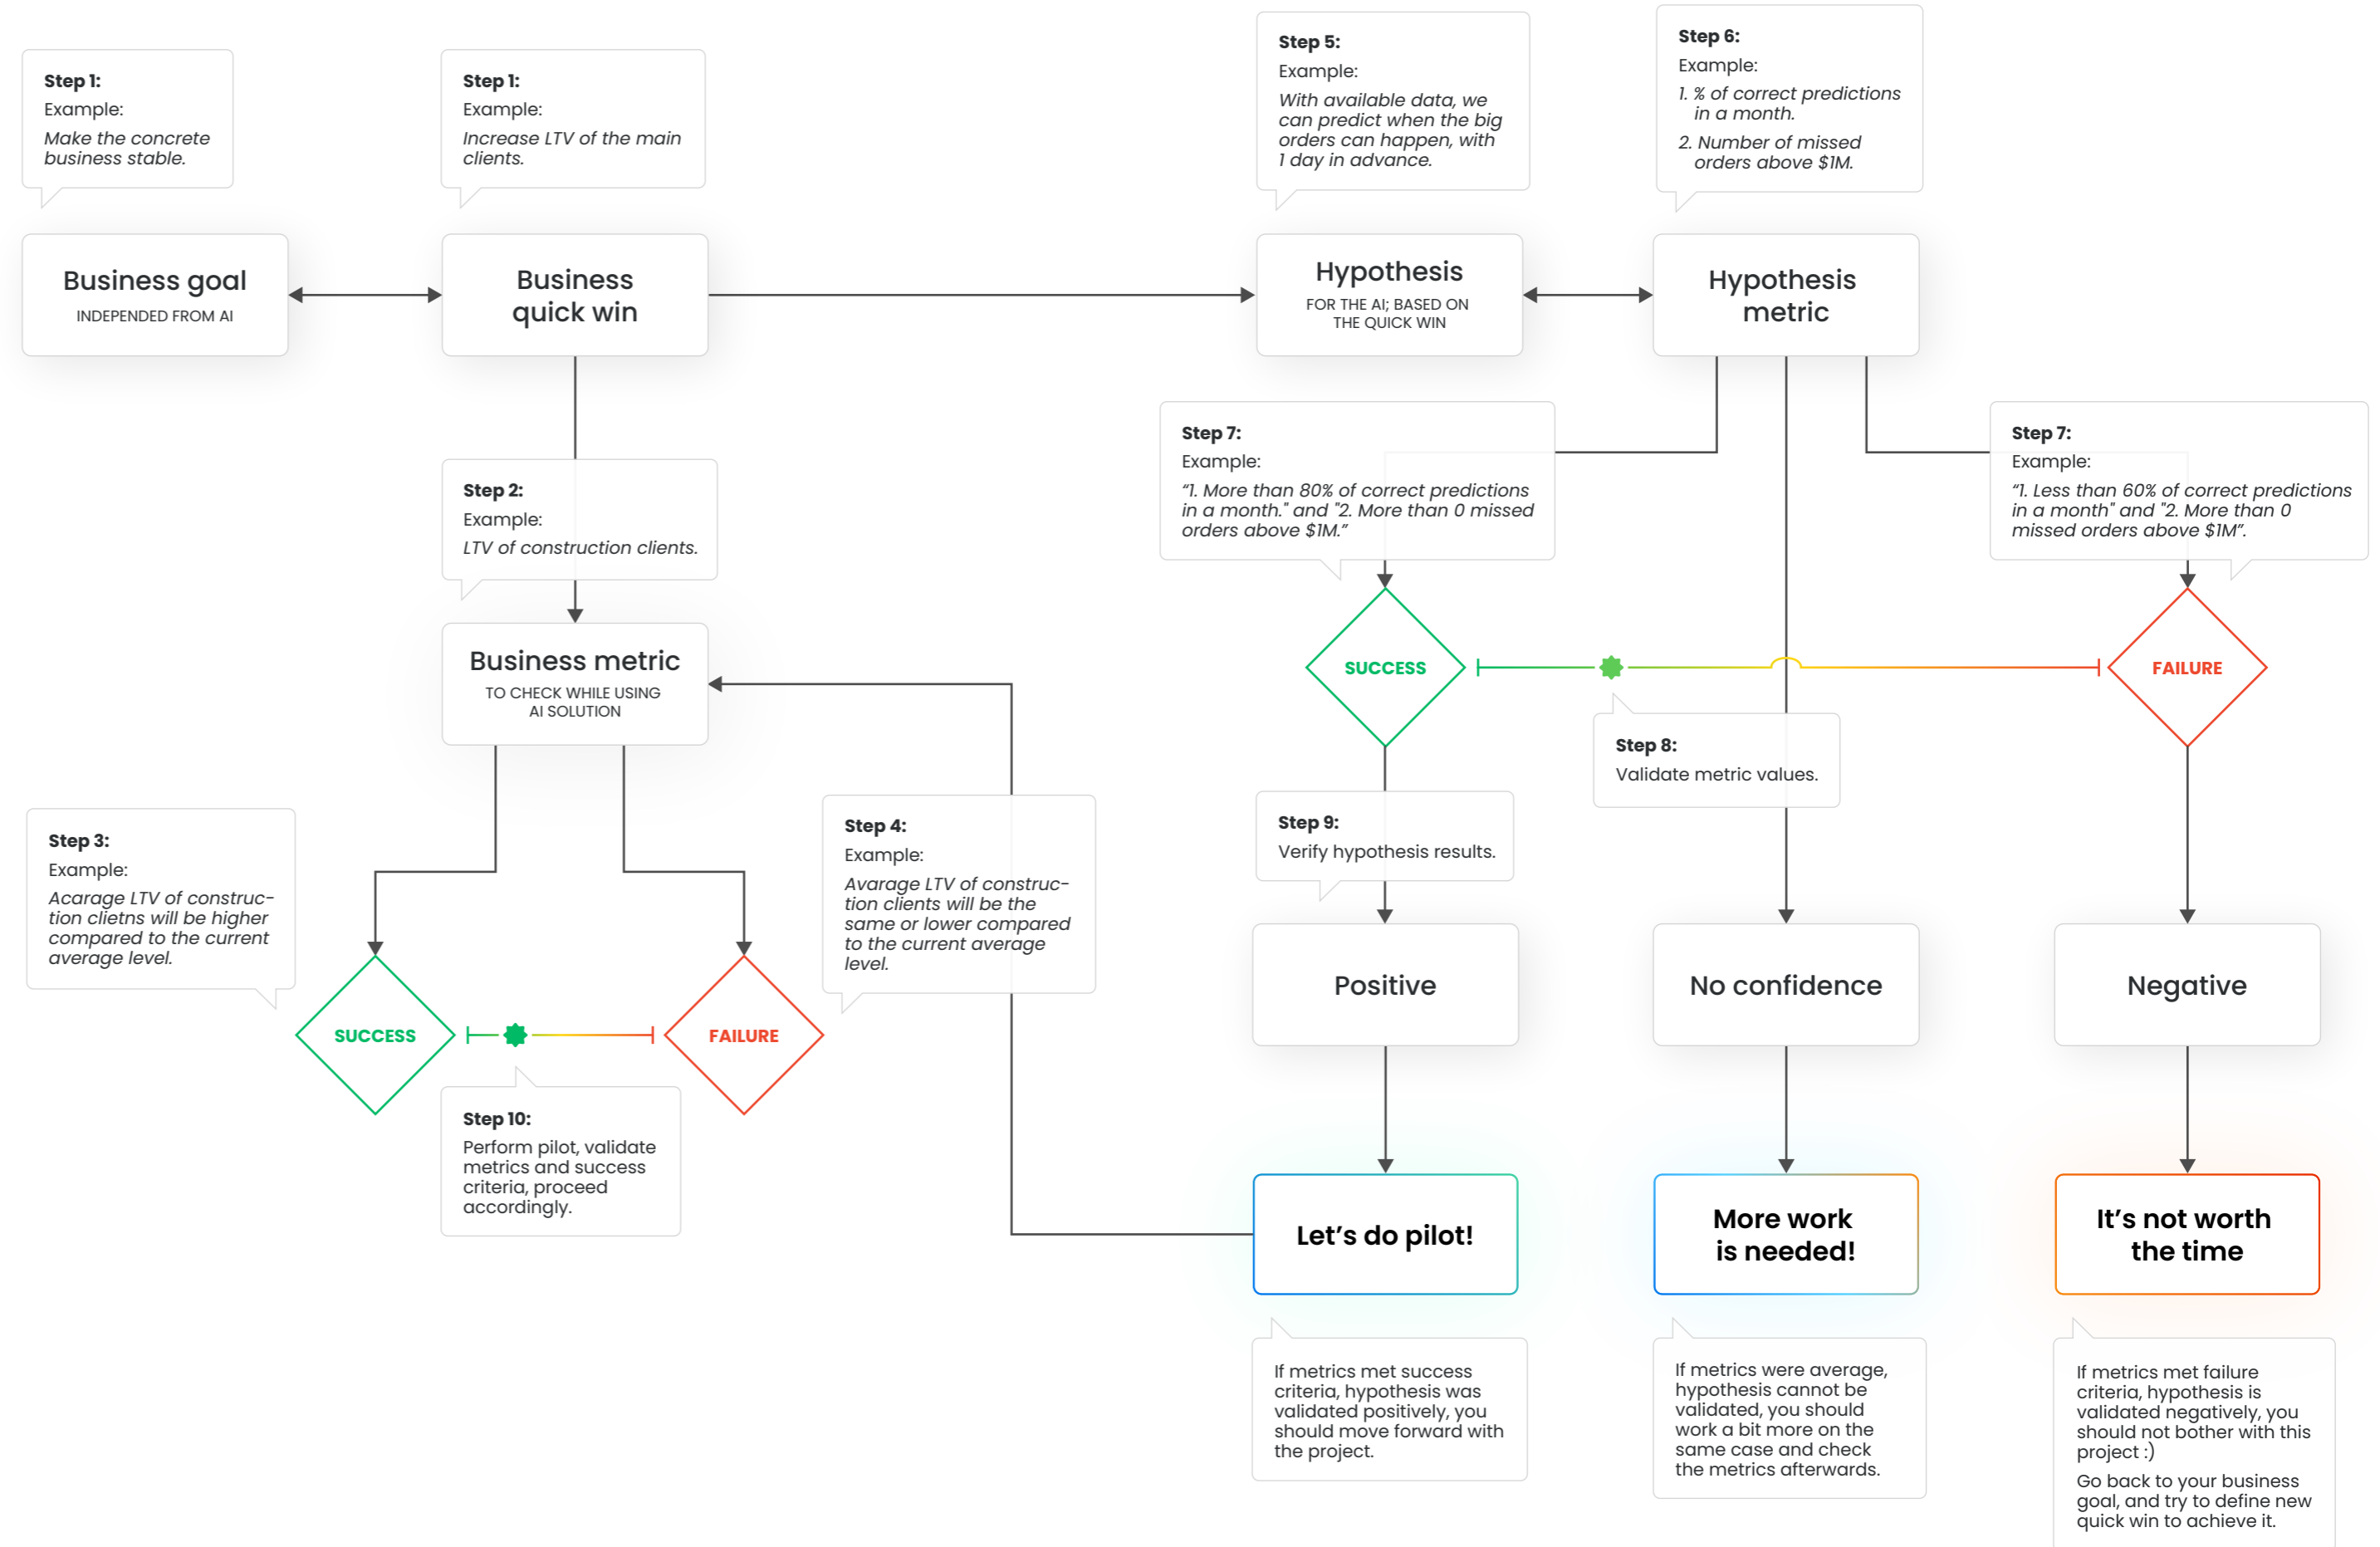 Step 1:
Example:
Make the concrete
business stable.
Step 1:
Example:
Increase LTV of the main
clients.
Step 5:
Example:
With available data, we
can predict when the big
orders can happen, with
1 day in advance.
Step 6:
Example:
1. % of correct predictions
in a month.
2. Number of missed
orders above $1M.
Business goal
INDEPENDED FROM AI
Business
quick win
Hypothesis
FOR THE AI; BASED ON
THE QUICK WIN
Hypothesis
metric
Step 2:
Example:
LTV of construction clients.
Step 7:
Example:
“1. More than 80% of correct predictions
in a month." and "2. More than 0 missed
orders above $1M.”
Step 7:
Example:
“1. Less than 60% of correct predictions
in a month" and "2. More than 0
missed orders above $1M”.
Business metric
TO CHECK WHILE USING
AI SOLUTION
SUCCESS
FAILURE
Step 8:
Validate metric values.
Step 3:
Example:
Acarage LTV of construc-
tion clietns will be higher
compared to the current
average level.
Step 4:
Example:
Avarage LTV of construc-
tion clients will be the
same or lower compared
to the current average
level.
Step 9:
Verify hypothesis results.
SUCCESS
FAILURE
Positive
No confidence
Negative
Step 10:
Perform pilot, validate
metrics and success
criteria, proceed
accordingly.
Let’s do pilot!
More work
is needed!
It’s not worth
the time
If metrics met success
criteria, hypothesis was
validated positively, you
should move forward with
the project.
If metrics were average,
hypothesis cannot be
validated, you should
work a bit more on the
same case and check
the metrics afterwards.
If metrics met failure
criteria, hypothesis is
validated negatively, you
should not bother with this
project :)
Go back to your business
goal, and try to define new
quick win to achieve it.